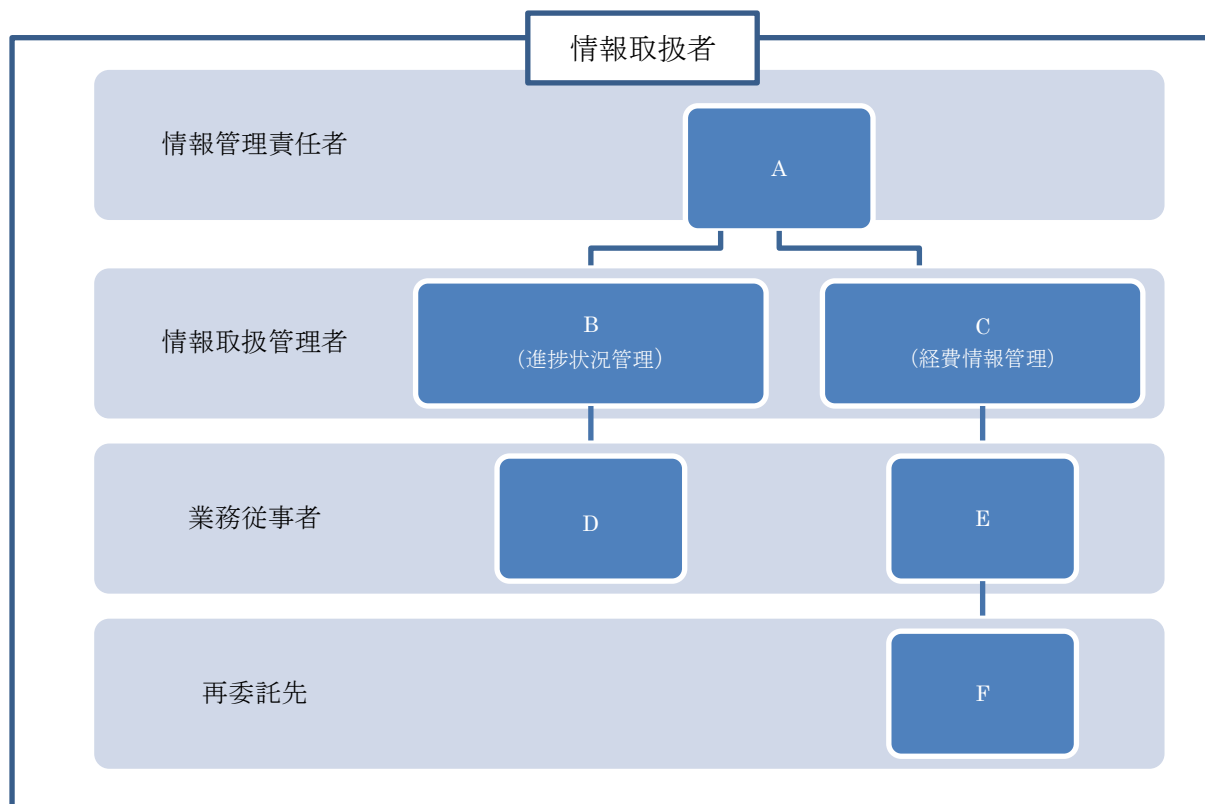 情報取扱者
情報管理責任者
A
情報取扱管理者
B
（進捗状況管理）
C
（経費情報管理）
業務従事者
D
E
再委託先
F